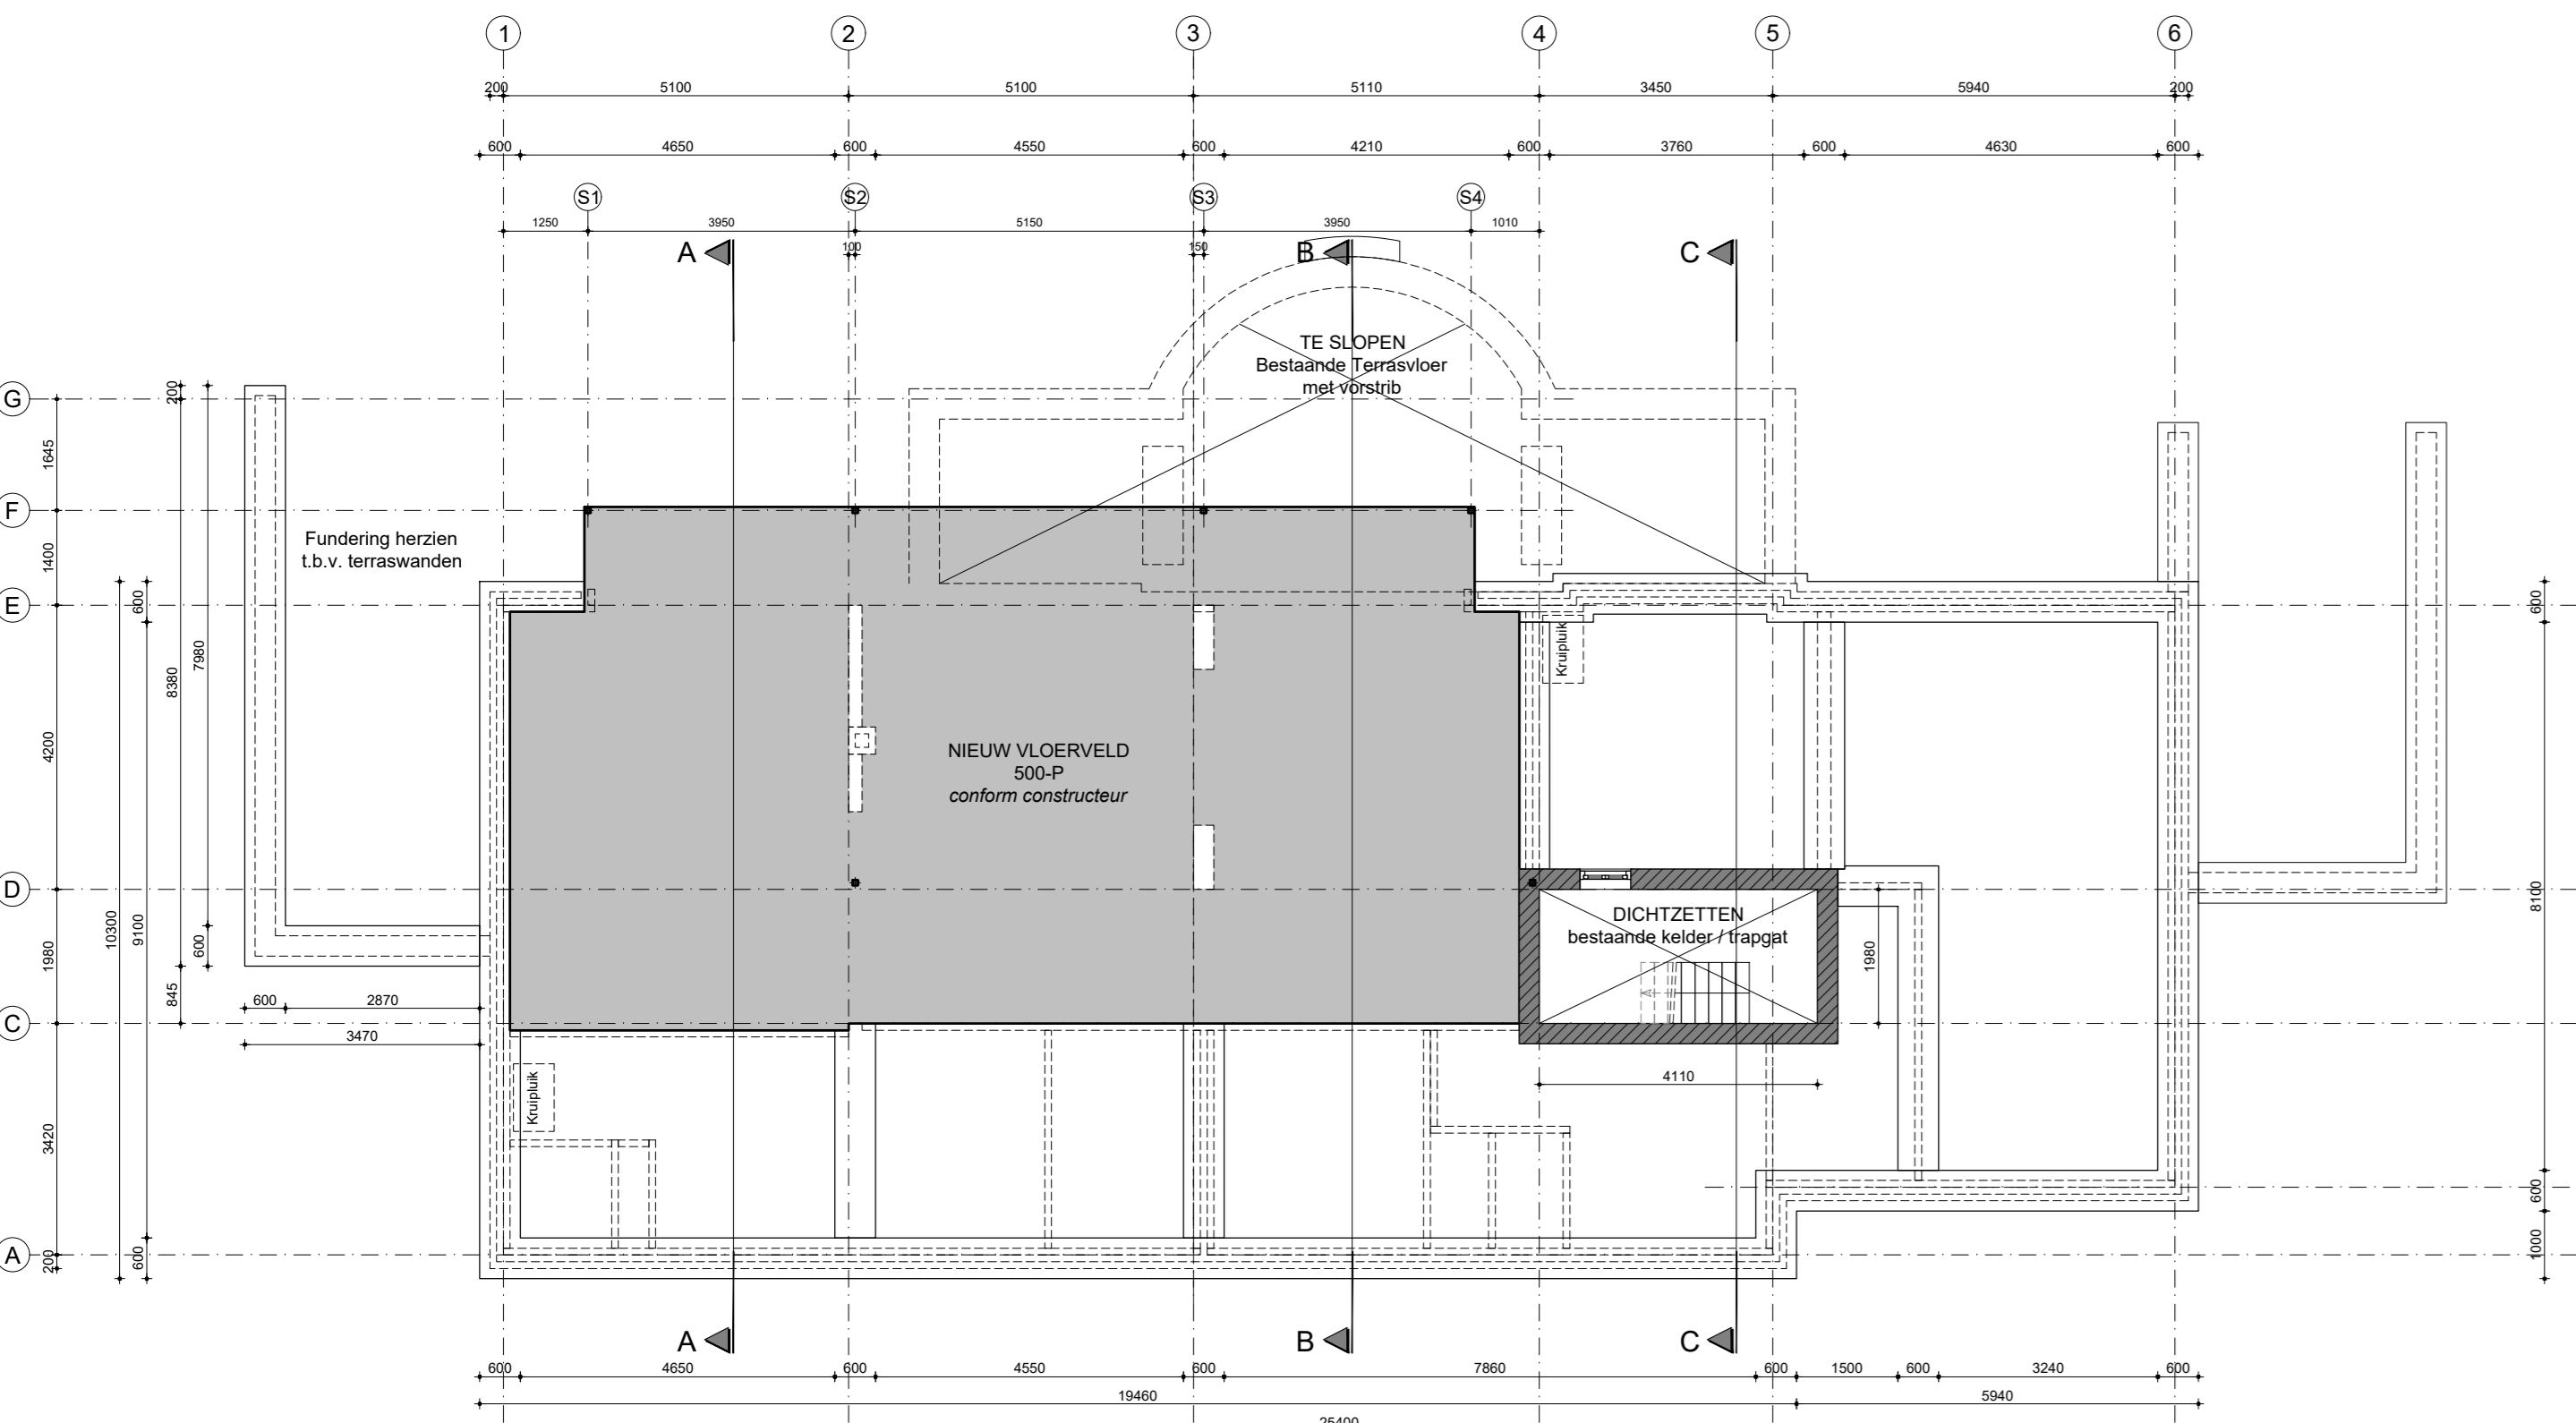 1 2 3 4 5 6
200 5100 5100 5110 3450 5940 200
600 4650 600 4550 600 4210 600 3760 600 4630 600
S1 S2 S3 S4
1250 3950 5150 3950 1010
100 150
A B C
TE SLOPEN
Bestaande Terrasvloer
met vorstrib
G
F
E
D
C
A
200
1645
1400
4200
1980
3420
200
10300
600
9100
600
8380
845
7980
600
Fundering herzien
t.b.v. terraswanden
600 2870
3470
Kruipluik
NIEUW VLOERVELD
500-P
conform constructeur
Kruipluik
DICHTZETTEN
bestaande kelder / trapgat
1980
4110
600
8100
600
1000
A B C
600 4650 600 4550 600 7860 600 1500 600 3240 600
19460 5940
25400